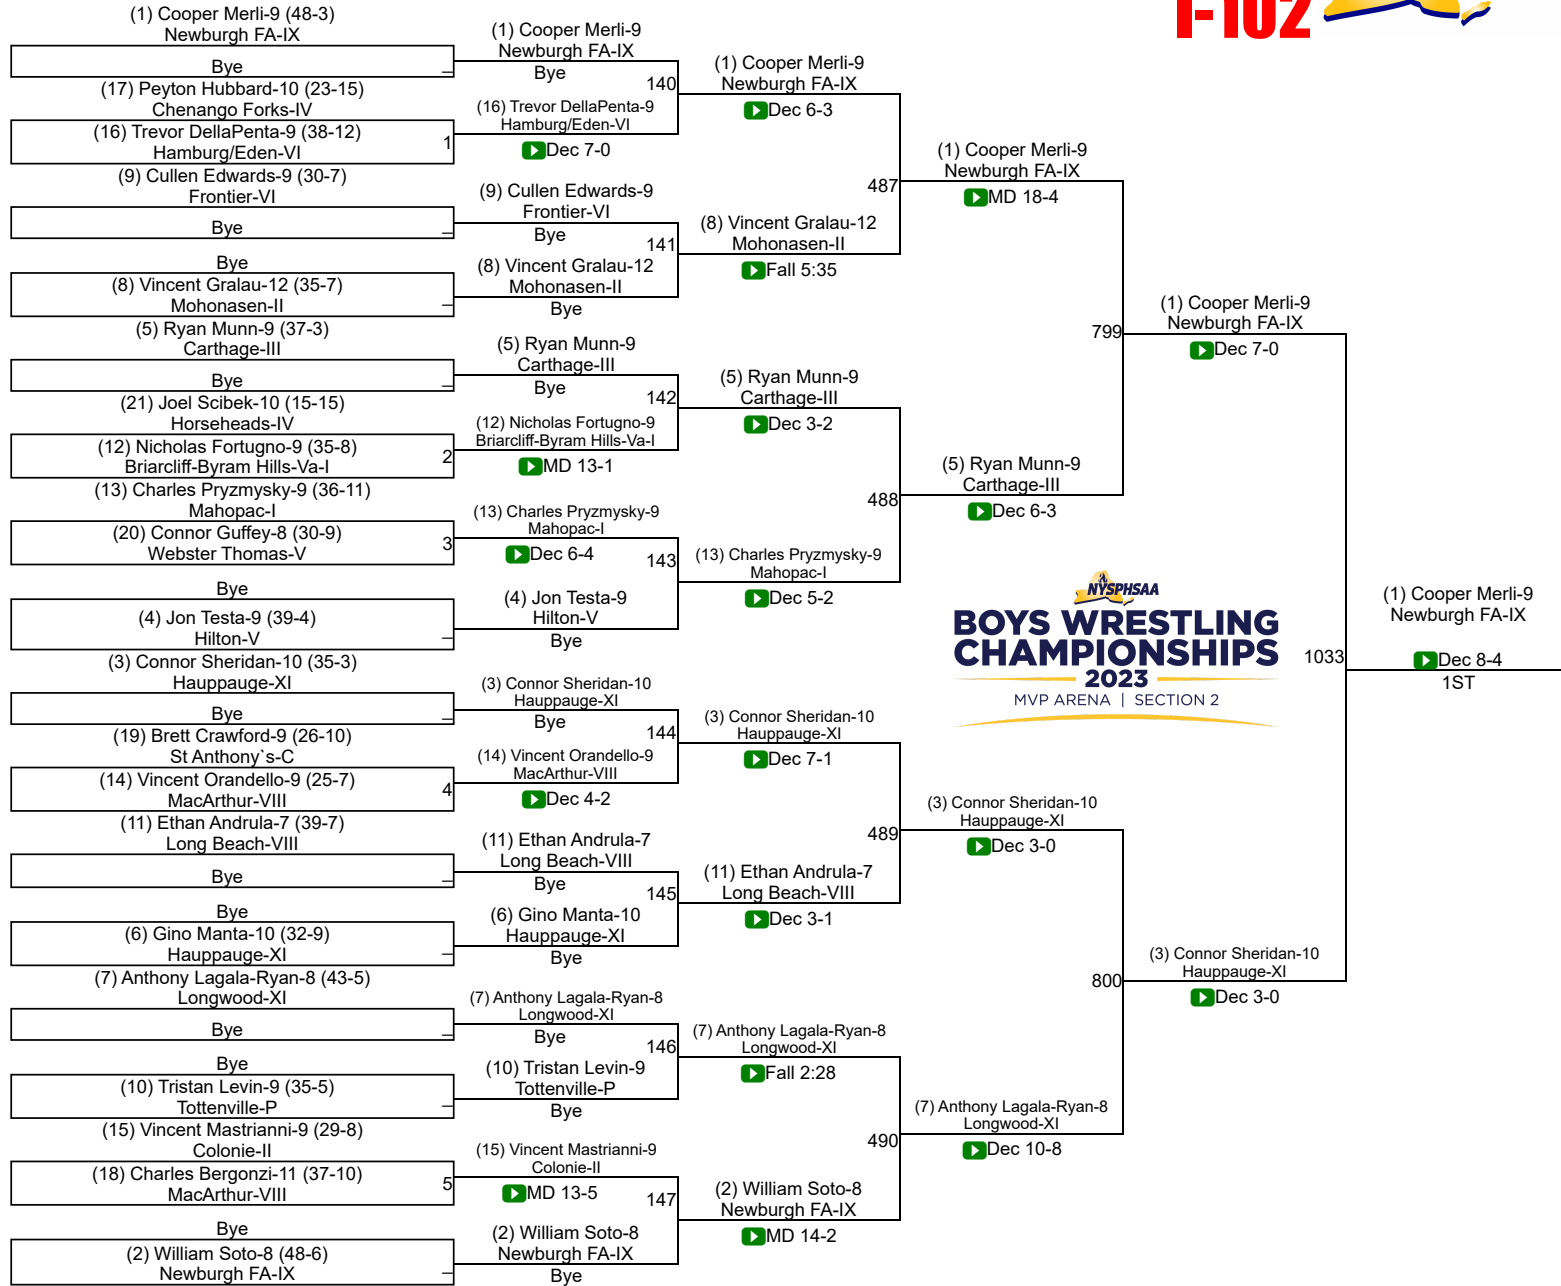 I-102
(1) Cooper Merli-9 (48-3)
Newburgh FA-IX
Bye
(17) Peyton Hubbard-10 (23-15)
Chenango Forks-IV
(16) Trevor DellaPenta-9 (38-12)
Hamburg/Eden-VI
1
(9) Cullen Edwards-9 (30-7)
Frontier-VI
Bye
Bye
(8) Vincent Gralau-12 (35-7)
Mohonasen-II
(5) Ryan Munn-9 (37-3)
Carthage-III
Bye
(21) Joel Scibek-10 (15-15)
Horseheads-IV
(12) Nicholas Fortugno-9 (35-8)
Briarcliff-Byram Hills-Va-I
2
(13) Charles Pryzmysky-9 (36-11)
Mahopac-I
(20) Connor Guffey-8 (30-9)
Webster Thomas-V
3
Bye
(4) Jon Testa-9 (39-4)
Hilton-V
(3) Connor Sheridan-10 (35-3)
Hauppauge-XI
Bye
(19) Brett Crawford-9 (26-10)
St Anthony`s-C
(14) Vincent Orandello-9 (25-7)
MacArthur-VIII
4
(11) Ethan Andrula-7 (39-7)
Long Beach-VIII
Bye
Bye
(6) Gino Manta-10 (32-9)
Hauppauge-XI
(7) Anthony Lagala-Ryan-8 (43-5)
Longwood-XI
Bye
Bye
(10) Tristan Levin-9 (35-5)
Tottenville-P
(15) Vincent Mastrianni-9 (29-8)
Colonie-II
(18) Charles Bergonzi-11 (37-10)
MacArthur-VIII
5
Bye
(2) William Soto-8 (48-6)
Newburgh FA-IX
(1) Cooper Merli-9
Newburgh FA-IX
Bye
140
(16) Trevor DellaPenta-9
Hamburg/Eden-VI
Dec 7-0
(9) Cullen Edwards-9
Frontier-VI
Bye
141
(8) Vincent Gralau-12
Mohonasen-II
Bye
(5) Ryan Munn-9
Carthage-III
Bye
142
(12) Nicholas Fortugno-9
Briarcliff-Byram Hills-Va-I
MD 13-1
(13) Charles Pryzmysky-9
Mahopac-I
Dec 6-4
143
(4) Jon Testa-9
Hilton-V
Bye
(3) Connor Sheridan-10
Hauppauge-XI
Bye
144
(14) Vincent Orandello-9
MacArthur-VIII
Dec 4-2
(11) Ethan Andrula-7
Long Beach-VIII
Bye
145
(6) Gino Manta-10
Hauppauge-XI
Bye
(7) Anthony Lagala-Ryan-8
Longwood-XI
Bye
146
(10) Tristan Levin-9
Tottenville-P
Bye
(15) Vincent Mastrianni-9
Colonie-II
MD 13-5
147
(2) William Soto-8
Newburgh FA-IX
Bye
(1) Cooper Merli-9
Newburgh FA-IX
Dec 6-3
487
(8) Vincent Gralau-12
Mohonasen-II
Fall 5:35
(5) Ryan Munn-9
Carthage-III
Dec 3-2
488
(13) Charles Pryzmysky-9
Mahopac-I
Dec 5-2
(3) Connor Sheridan-10
Hauppauge-XI
Dec 7-1
489
(11) Ethan Andrula-7
Long Beach-VIII
Dec 3-1
(7) Anthony Lagala-Ryan-8
Longwood-XI
Fall 2:28
490
(2) William Soto-8
Newburgh FA-IX
MD 14-2
(1) Cooper Merli-9
Newburgh FA-IX
MD 18-4
799
(5) Ryan Munn-9
Carthage-III
Dec 6-3
NYSPHSAA
BOYS WRESTLING
CHAMPIONSHIPS
2023
MVP ARENA | SECTION 2
(3) Connor Sheridan-10
Hauppauge-XI
Dec 3-0
800
(7) Anthony Lagala-Ryan-8
Longwood-XI
Dec 10-8
(1) Cooper Merli-9
Newburgh FA-IX
Dec 7-0
1033
(3) Connor Sheridan-10
Hauppauge-XI
Dec 3-0
(1) Cooper Merli-9
Newburgh FA-IX
Dec 8-4
1ST